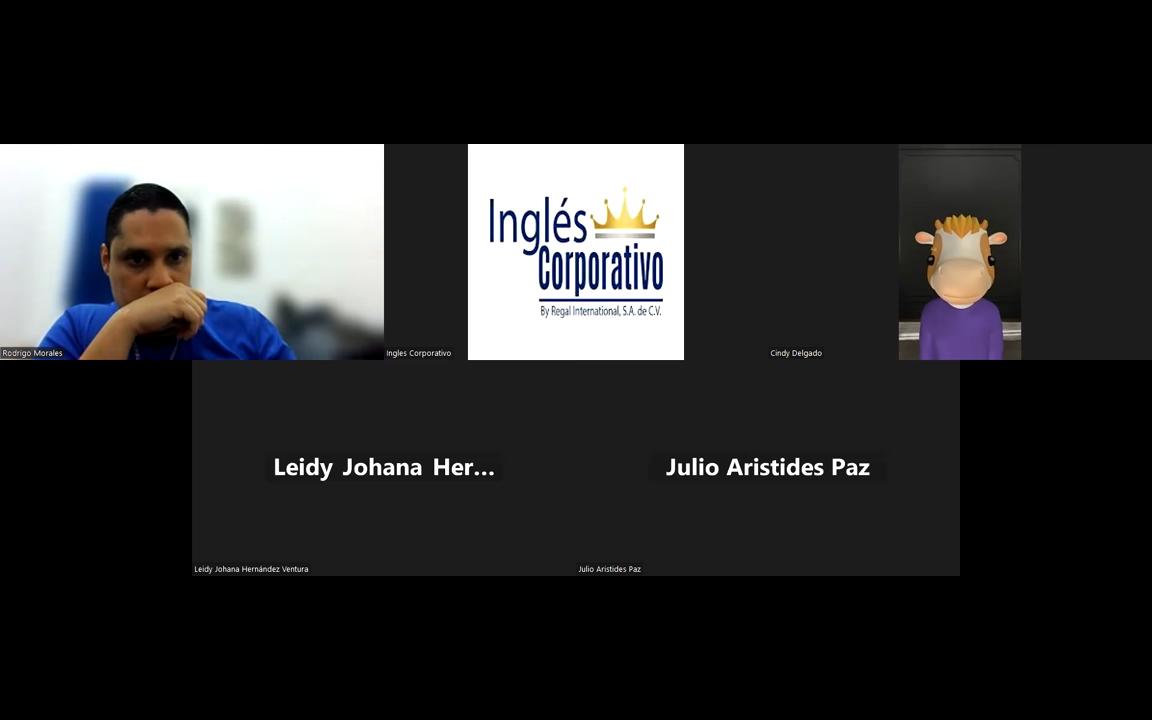 Inglés
Corporativo
By Regal International, S.A. de C.V.
Rodrigo Morales
Ingles Corporativo
Cindy Delgado
Leidy Johana Her...
Julio Aristides Paz
Leidy Johana Hernández Ventura
Julio Aristides Paz